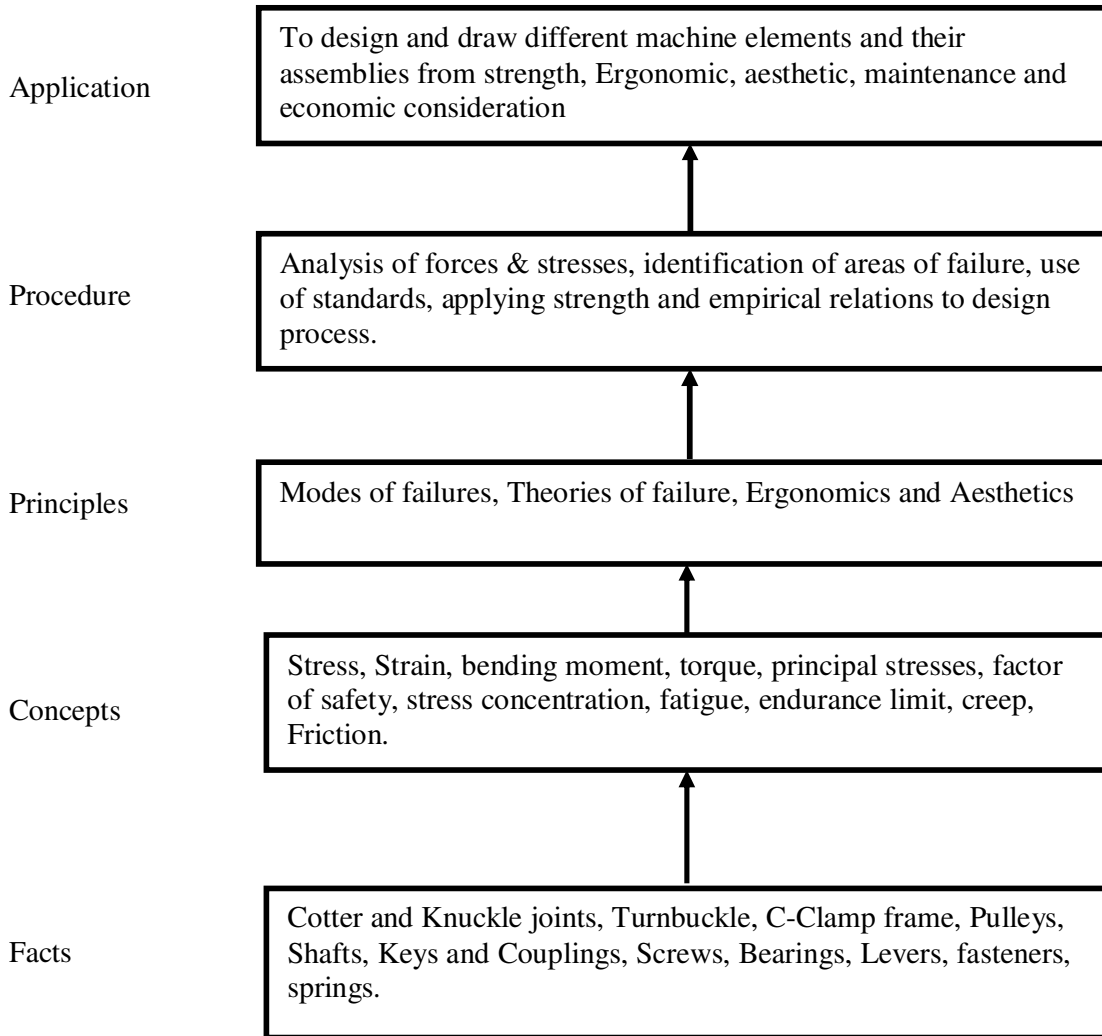 Application
To design and draw different machine elements and their
assemblies from strength, Ergonomic, aesthetic, maintenance and
economic consideration
Procedure
Analysis of forces & stresses, identification of areas of failure, use
of standards, applying strength and empirical relations to design
process.
Principles
Modes of failures, Theories of failure, Ergonomics and Aesthetics
Concepts
Stress, Strain, bending moment, torque, principal stresses, factor
of safety, stress concentration, fatigue, endurance limit, creep,
Friction.
Facts
Cotter and Knuckle joints, Turnbuckle, C-Clamp frame, Pulleys,
Shafts, Keys and Couplings, Screws, Bearings, Levers, fasteners,
springs.